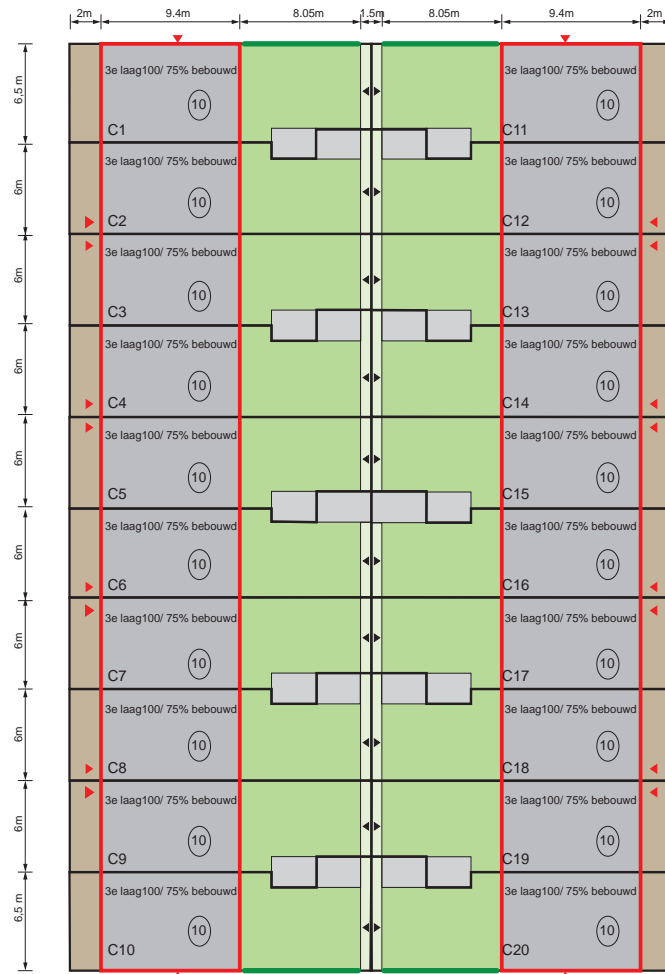 2m 9.4m 8.05m 1.5m 8.05m 9.4m 2m
6,5 m
3e laag100/ 75% bebouwd 3e laag100/ 75% bebouwd
10 10
C1 C11
6m
3e laag100/ 75% bebouwd 3e laag100/ 75% bebouwd
10 10
C2 C12
6m
3e laag100/ 75% bebouwd 3e laag100/ 75% bebouwd
10 10
C3 C13
6m
3e laag100/ 75% bebouwd 3e laag100/ 75% bebouwd
10 10
C4 C14
6m
3e laag100/ 75% bebouwd 3e laag100/ 75% bebouwd
10 10
C5 C15
6m
3e laag100/ 75% bebouwd 3e laag100/ 75% bebouwd
10 10
C6 C16
6m
3e laag100/ 75% bebouwd 3e laag100/ 75% bebouwd
10 10
C7 C17
6m
3e laag100/ 75% bebouwd 3e laag100/ 75% bebouwd
10 10
C8 C18
6m
3e laag100/ 75% bebouwd 3e laag100/ 75% bebouwd
10 10
C9 C19
6,5 m
3e laag100/ 75% bebouwd 3e laag100/ 75% bebouwd
10 10
C10 C20